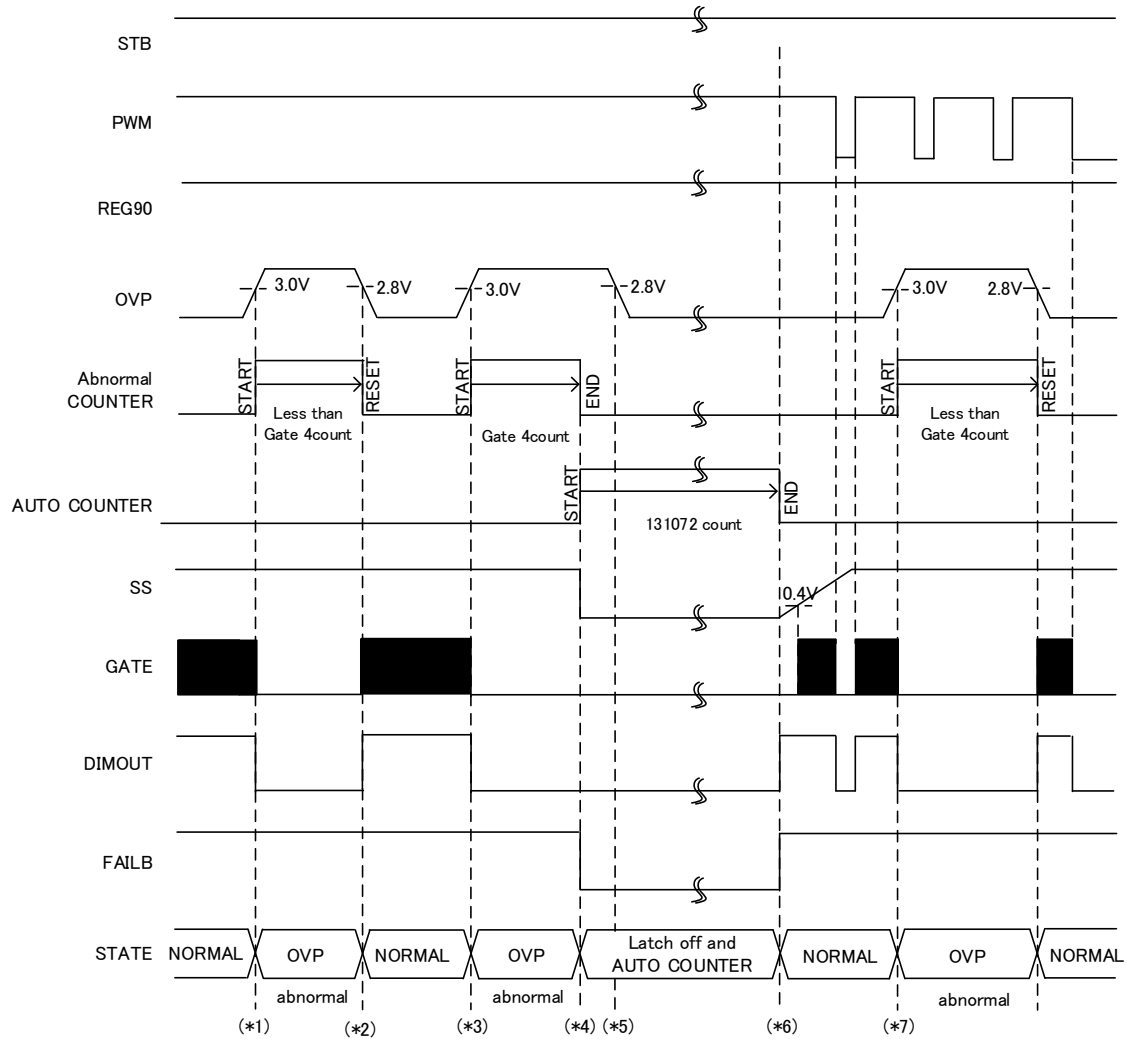 STB
PWM
REG90
OVP
3.0V
2.8V
3.0V
2.8V
3.0V
2.8V
Abnormal
COUNTER
START
RESET
START
END
START
RESET
Less than
Gate 4count
Gate 4count
Less than
Gate 4count
AUTO COUNTER
START
END
131072 count
SS
0.4V
GATE
DIMOUT
FAILB
STATE
NORMAL
OVP
NORMAL
OVP
Latch off and
AUTO COUNTER
NORMAL
OVP
NORMAL
abnormal
abnormal
abnormal
(*1)
(*2)
(*3)
(*4)
(*5)
(*6)
(*7)